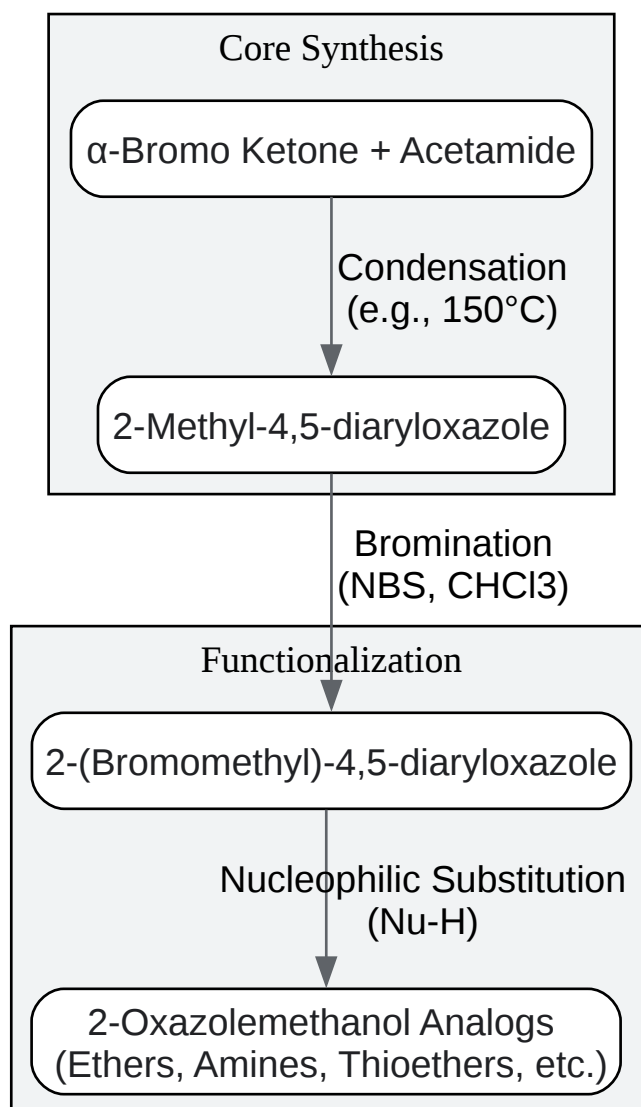 Core Synthesis
α-Bromo Ketone + Acetamide
Condensation
(e.g., 150°C)
2-Methyl-4,5-diaryloxazole
Bromination
(NBS, CHCl3)
Functionalization
2-(Bromomethyl)-4,5-diaryloxazole
Nucleophilic Substitution
(Nu-H)
2-Oxazolemethanol Analogs
(Ethers, Amines, Thioethers, etc.)